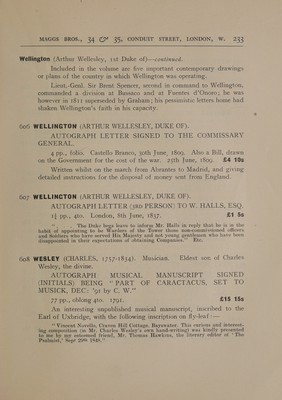 MAGGS BROS., 34 & 35, CONDUIT STREET, LONDON, W. 235
Wellington (Arthur Wellesley, 1st Duke of)—continued.
Included in the volume are five important contemporary drawings
or plans of the country in which Wellington was operating.
Lieut.-Genl. Sir Brent Spencer, second in command to Wellington,
commanded a division at Busaco and at Fuentes d'Onoro; he was
however in 1811 superseded by Graham; his pessimistic letters home had
shaken Wellington's faith in his capacity.
606 WELLINGTON (ARTHUR WELLESLEY, DUKE OF).
AUTOGRAPH LETTER SIGNED TO THE COMMISSARY
GENERAL.
4 pp., folio. Castello Branco, 30th June, 1809. Also a Bill, drawn
on the Government for the cost of the war. 25th June, 1809. £4 10s
Written whilst on the march from Abrantes to Madrid, and giving
detailed instructions for the disposal of money sent from England.
607 WELLINGTON (ARTHUR WELLESLEY, DUKE OF).
AUTOGRAPH LETTER (3RD PERSON) TO W. HALLS, ESQ.
1½ pp., 4to. London, 8th June, 1837. £1 5s
" . . . The Duke begs leave to inform Mr. Halls in reply that he is in the
habit of appointing to be Warders of the Tower those non-commissioned officers
and Soldiers who have served His Majesty and not young gentlemen who have been
disappointed in their expectations of obtaining Companies." Etc.
608 WESLEY (CHARLES, 1757-1834). Musician. Eldest son of Charles
Wesley, the divine.
AUTOGRAPH MUSICAL MANUSCRIPT SIGNED
(INITIALS) BEING "PART OF CARACTACUS, SET TO
MUSICK, DEC: '91 by C. W."
77 pp., oblong 4to. 1791. £15 15s
An interesting unpublished musical manuscript, inscribed to the
Earl of Uxbridge, with the following inscription on fly-leaf:—
" Vincent Novello, Craven Hill Cottage, Bayswater. This curious and interest-
ing composition (in Mr. Charles Wesley's own hand-writing) was kindly presented
to me by my esteemed friend, Mr. Thomas Hawkins, the literary editor of 'The
Psalmist,' Sept 29th 1841."